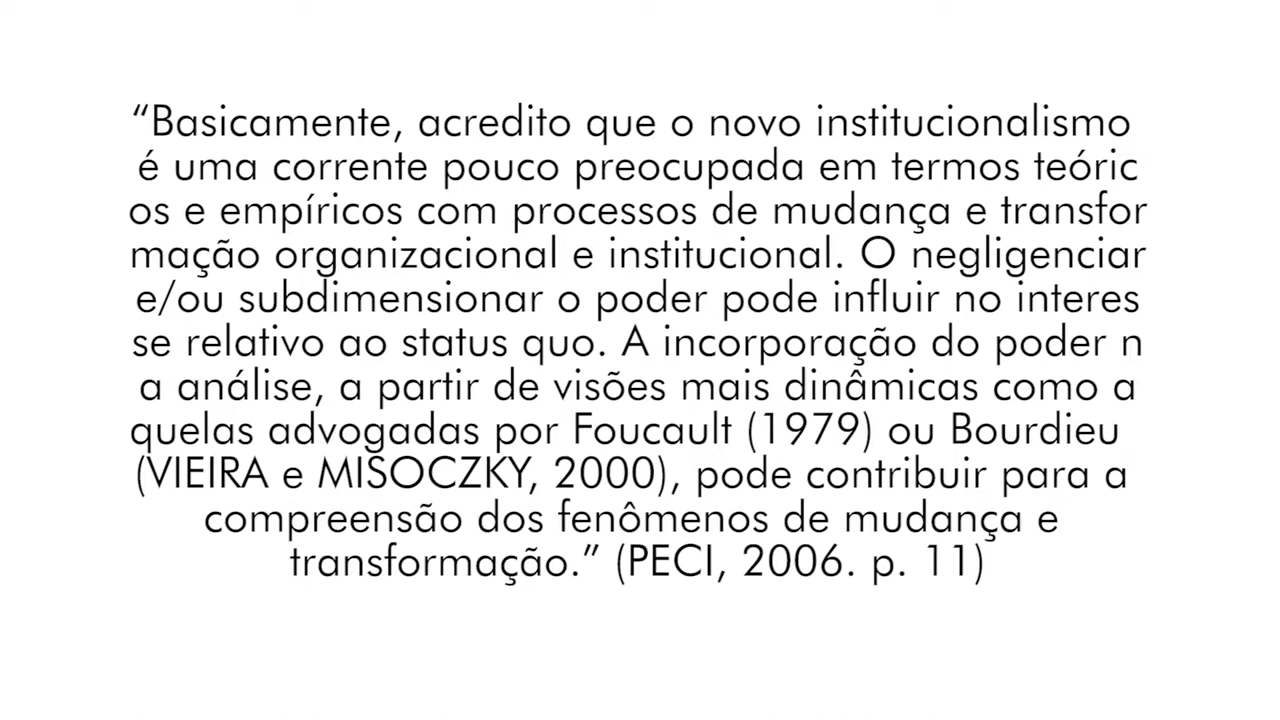 “Basicamente, acredito que o novo institucionalismo
é uma corrente pouco preocupada em termos teóric
os e empíricos com processos de mudança e transfor
mação organizacional e institucional. O negligenciar
e/ou subdimensionar o poder pode influir no interes
se relativo ao status quo. A incorporação do poder n
a análise, a partir de visões mais dinâmicas como a
quelas advogadas por Foucault (1979) ou Bourdieu
(VIEIRA e MISOCZKY, 2000), pode contribuir para a
compreensão dos fenômenos de mudança e
transformação.” (PECI, 2006. p. 11)